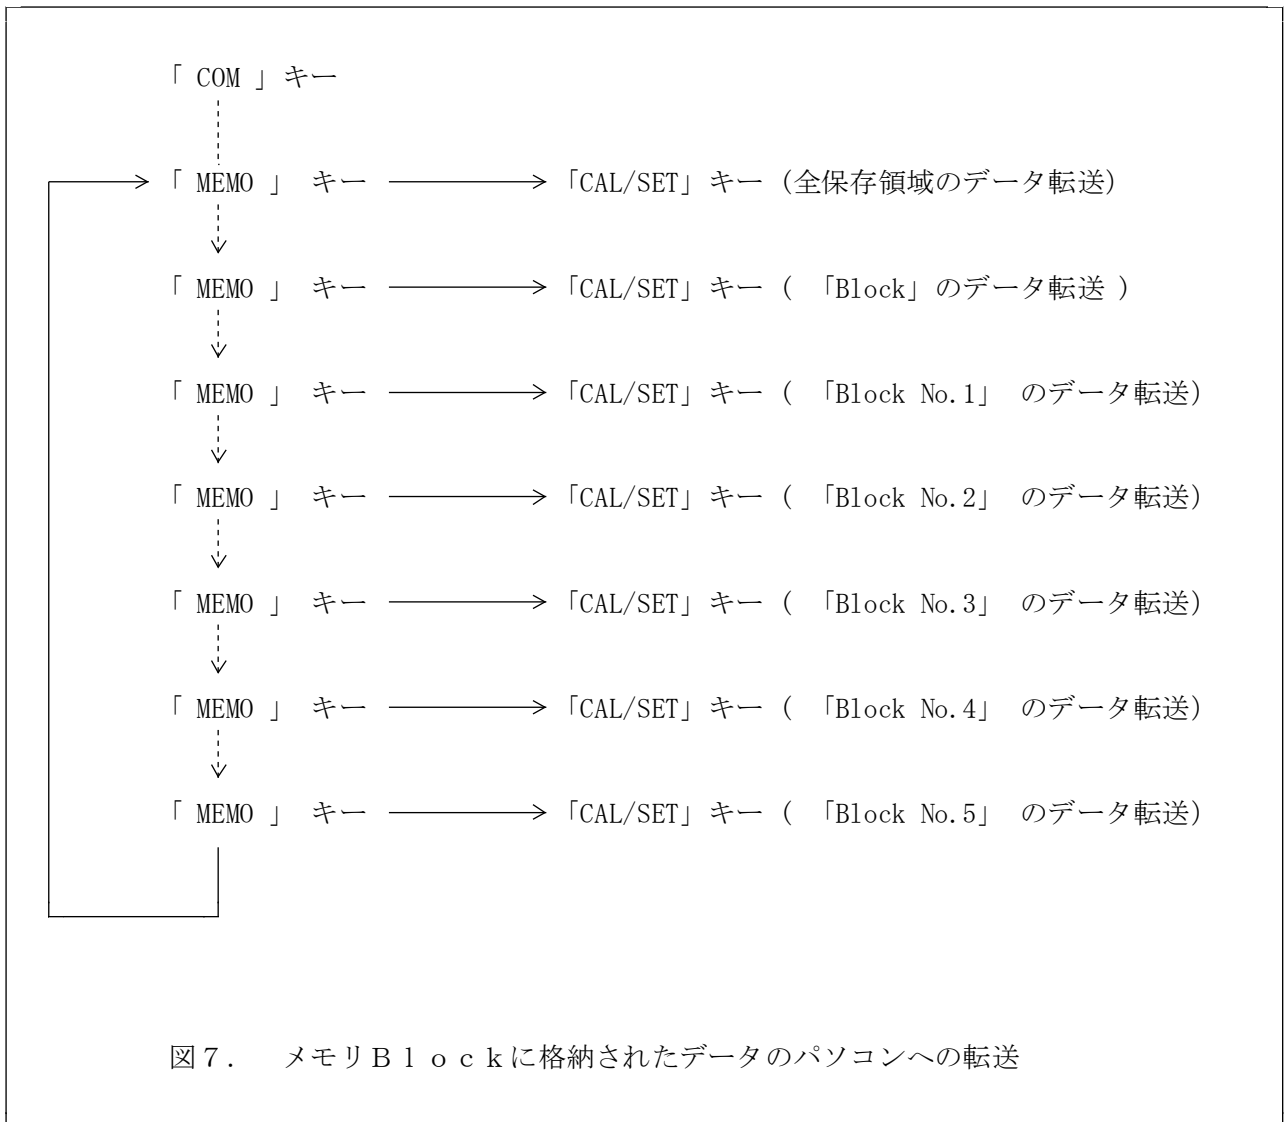 「 COM 」キー
「 MEMO 」 キー 「CAL/SET」キー (全保存領域のデータ転送)
「 MEMO 」 キー 「CAL/SET」キー ( 「Block」のデータ転送 )
「 MEMO 」 キー 「CAL/SET」キー ( 「Block No.1」 のデータ転送)
「 MEMO 」 キー 「CAL/SET」キー ( 「Block No.2」 のデータ転送)
「 MEMO 」 キー 「CAL/SET」キー ( 「Block No.3」 のデータ転送)
「 MEMO 」 キー 「CAL/SET」キー ( 「Block No.4」 のデータ転送)
「 MEMO 」 キー 「CAL/SET」キー ( 「Block No.5」 のデータ転送)
図７． メモリＢｌｏｃｋに格納されたデータのパソコンへの転送